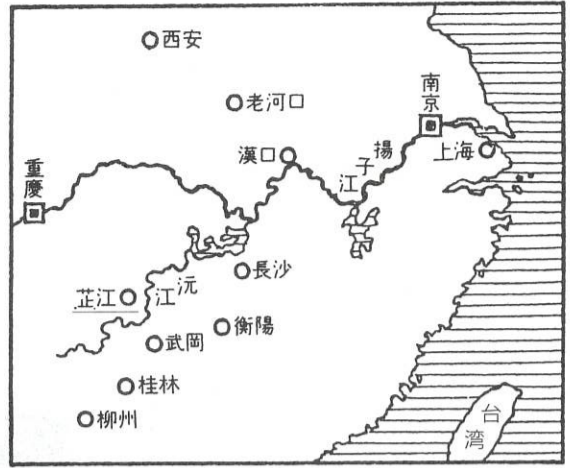 西安
老河口
南京
漢口
揚子江
上海
重慶
長沙
沅江
芷江
衡陽
武岡
桂林
柳州
台湾